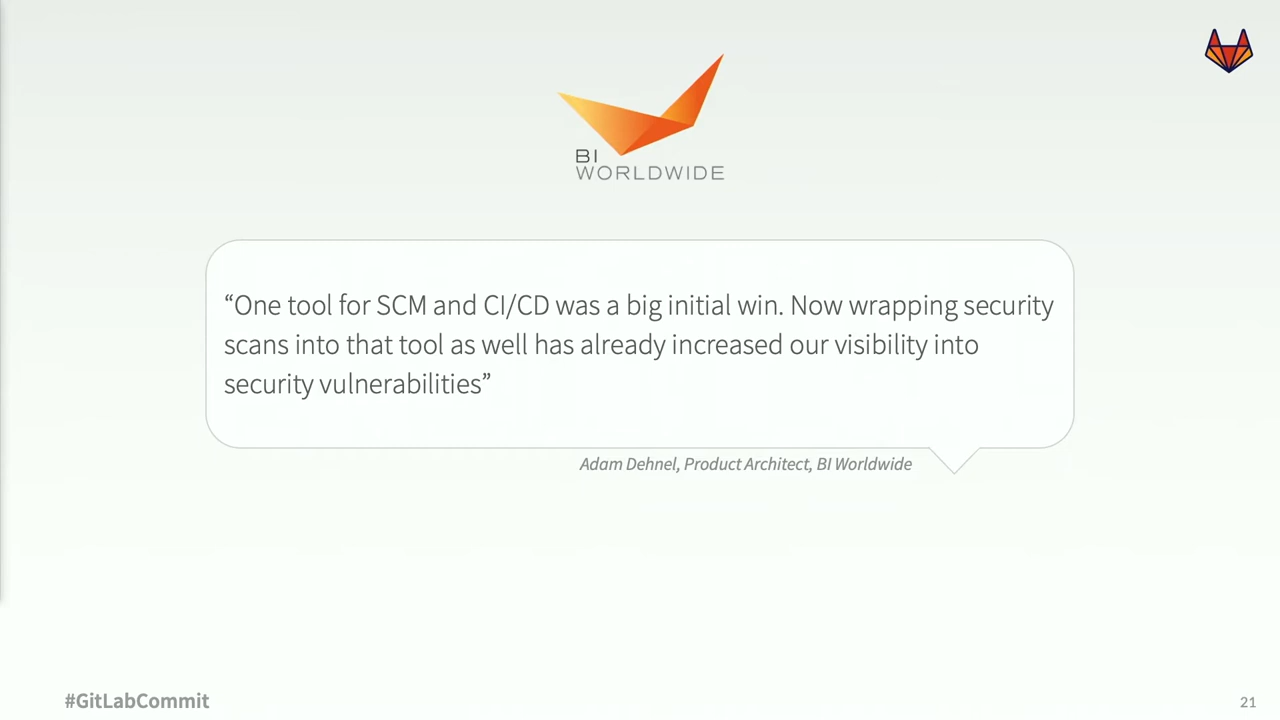 BI
WORLDWIDE
“One tool for SCM and CI/CD was a big initial win. Now wrapping security
scans into that tool as well has already increased our visibility into
security vulnerabilities”
Adam Dehnel, Product Architect, BI Worldwide
#GitLabCommit
21